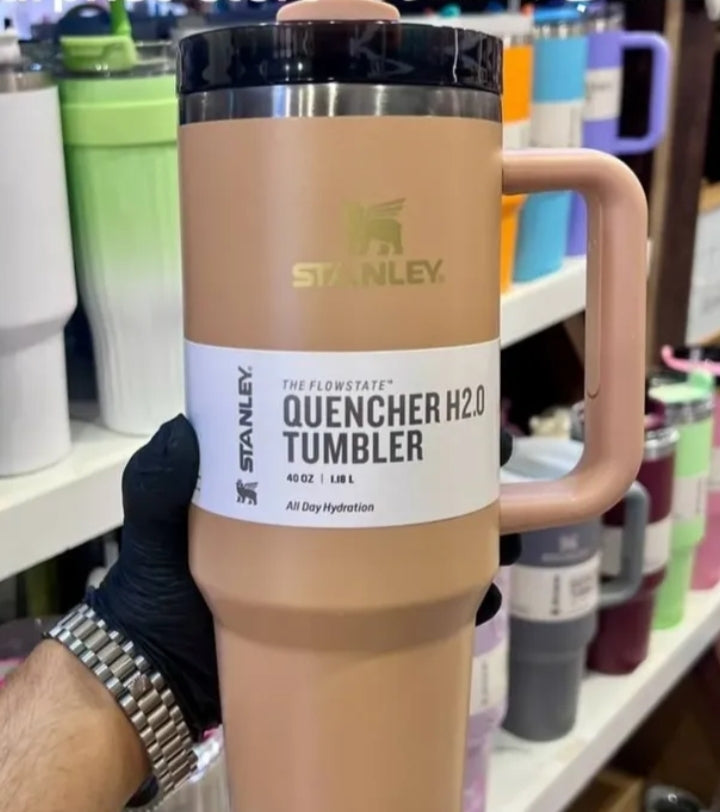 STANLEY.
STANLEY.
THE FLOWSTATE™
QUENCHER H2.0
TUMBLER
40 OZ | 1.18 L
All Day Hydration